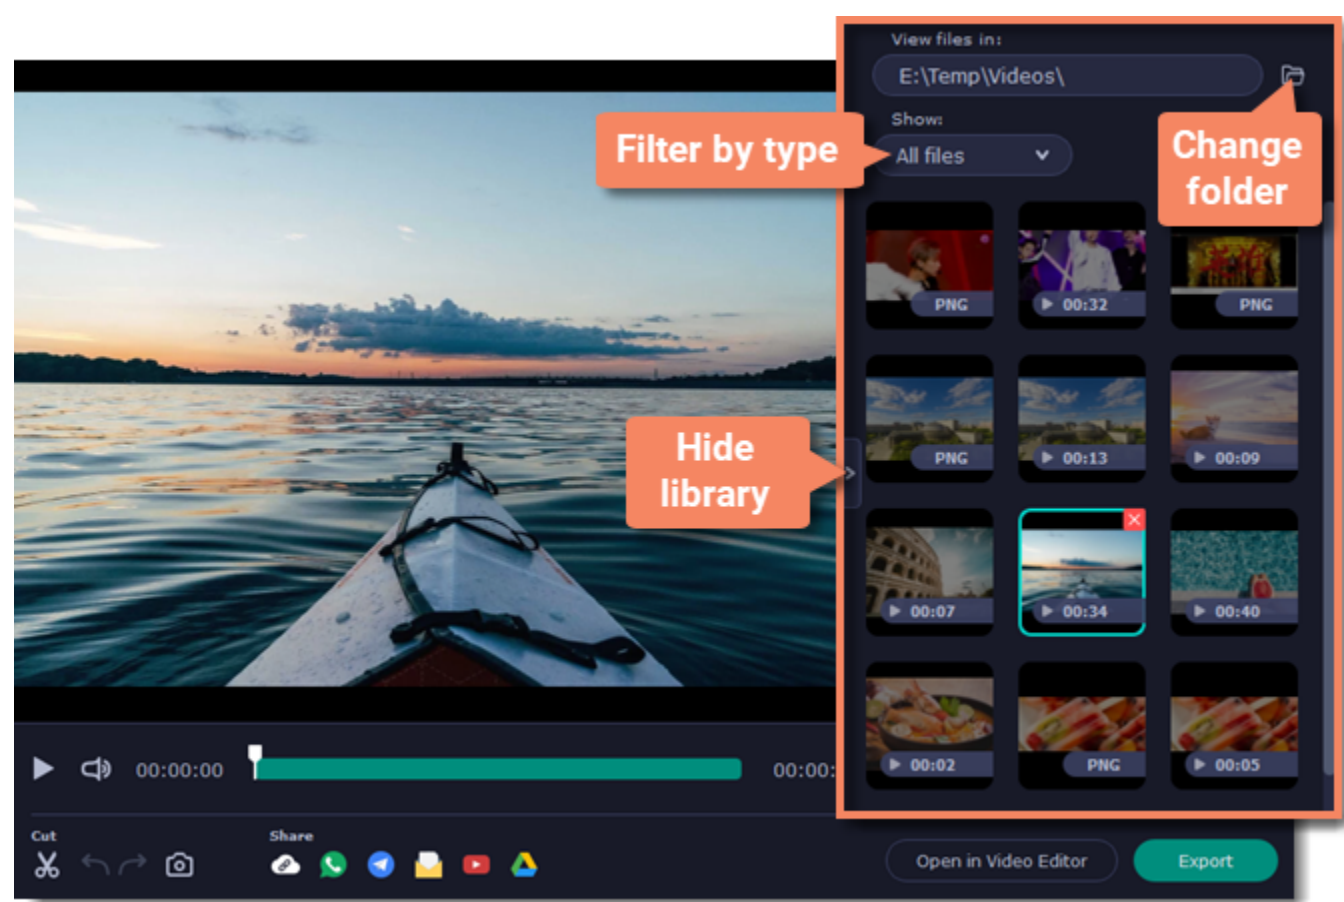 View files in:
E:\Temp\Videos\
Show:
All files
Filter by type
Change
folder
PNG
00:32
PNG
PNG
00:13
00:09
Hide
library
00:07
00:34
00:40
00:02
PNG
00:05
00:00:00
00:00:
Cut
Share
Open in Video Editor
Export